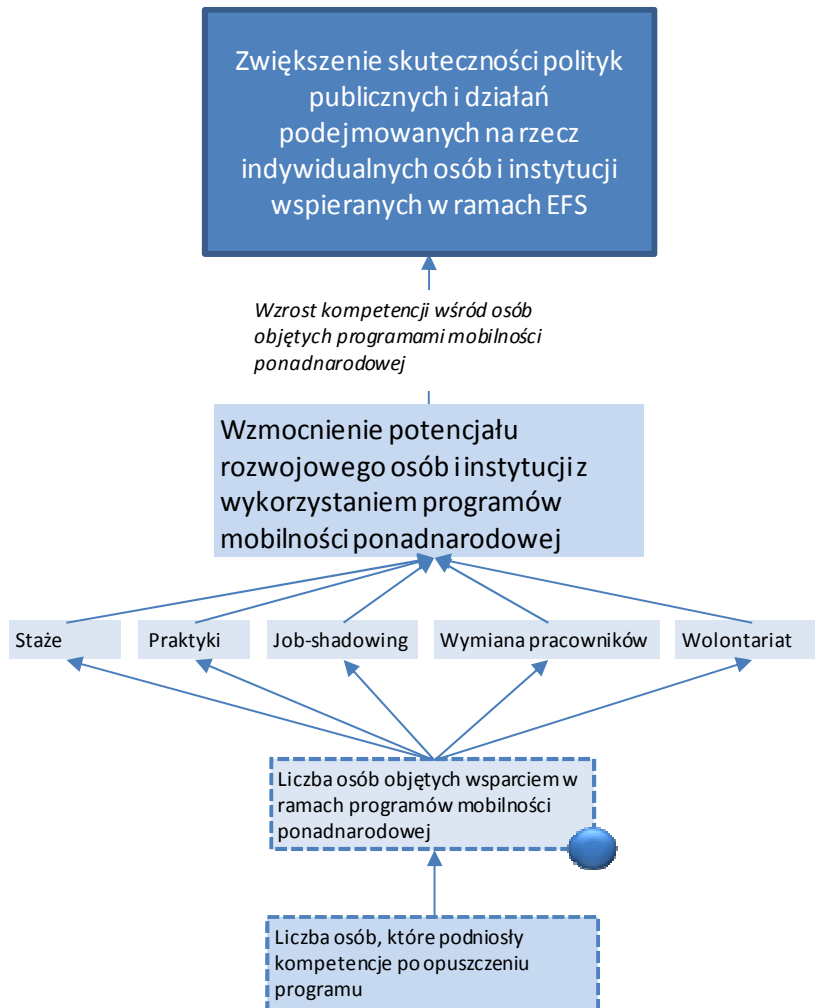 Zwiększenie skuteczności polityk
publicznych i działań
podejmowanych na rzecz
indywidualnych osób i instytucji
wspieranych w ramach EFS
Wzrost kompetencji wśród osób
objętych programami mobilności
ponadnarodowej
Wzmocnienie potencjału
rozwojowego osób i instytucji z
wykorzystaniem programów
mobilności ponadnarodowej
Staże
Praktyki
Job-shadowing
Wymiana pracowników
Wolontariat
Liczba osób objętych wsparciem w
ramach programów mobilności
ponadnarodowej
Liczba osób, które podniosły
kompetencje po opuszczeniu
programu